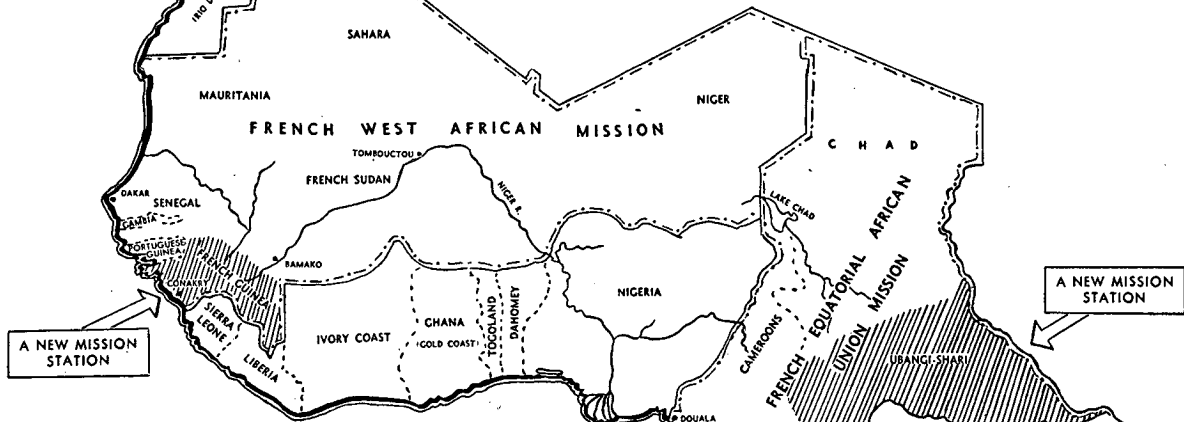 SAHARA
MAURITANIA
NIGER
FRENCH WEST AFRICAN MISSION
CHAD
TOMBOUCTOU
FRENCH SUDAN
NIGER R.
DAKAR
SENEGAL
GAMBIA
PORTUGUESE
GUINEA
FRENCH GUINEA
BAMAKO
CONAKRY
SIERRA
LEONE
LIBERIA
IVORY COAST
GHANA
(GOLD COAST)
TOGOLAND
DAHOMEY
NIGERIA
LAKE CHAD
CAMEROONS
DOUALA
FRENCH EQUATORIAL AFRICAN
UNION MISSION
UBANGI-SHARI
A NEW MISSION
STATION
A NEW MISSION
STATION